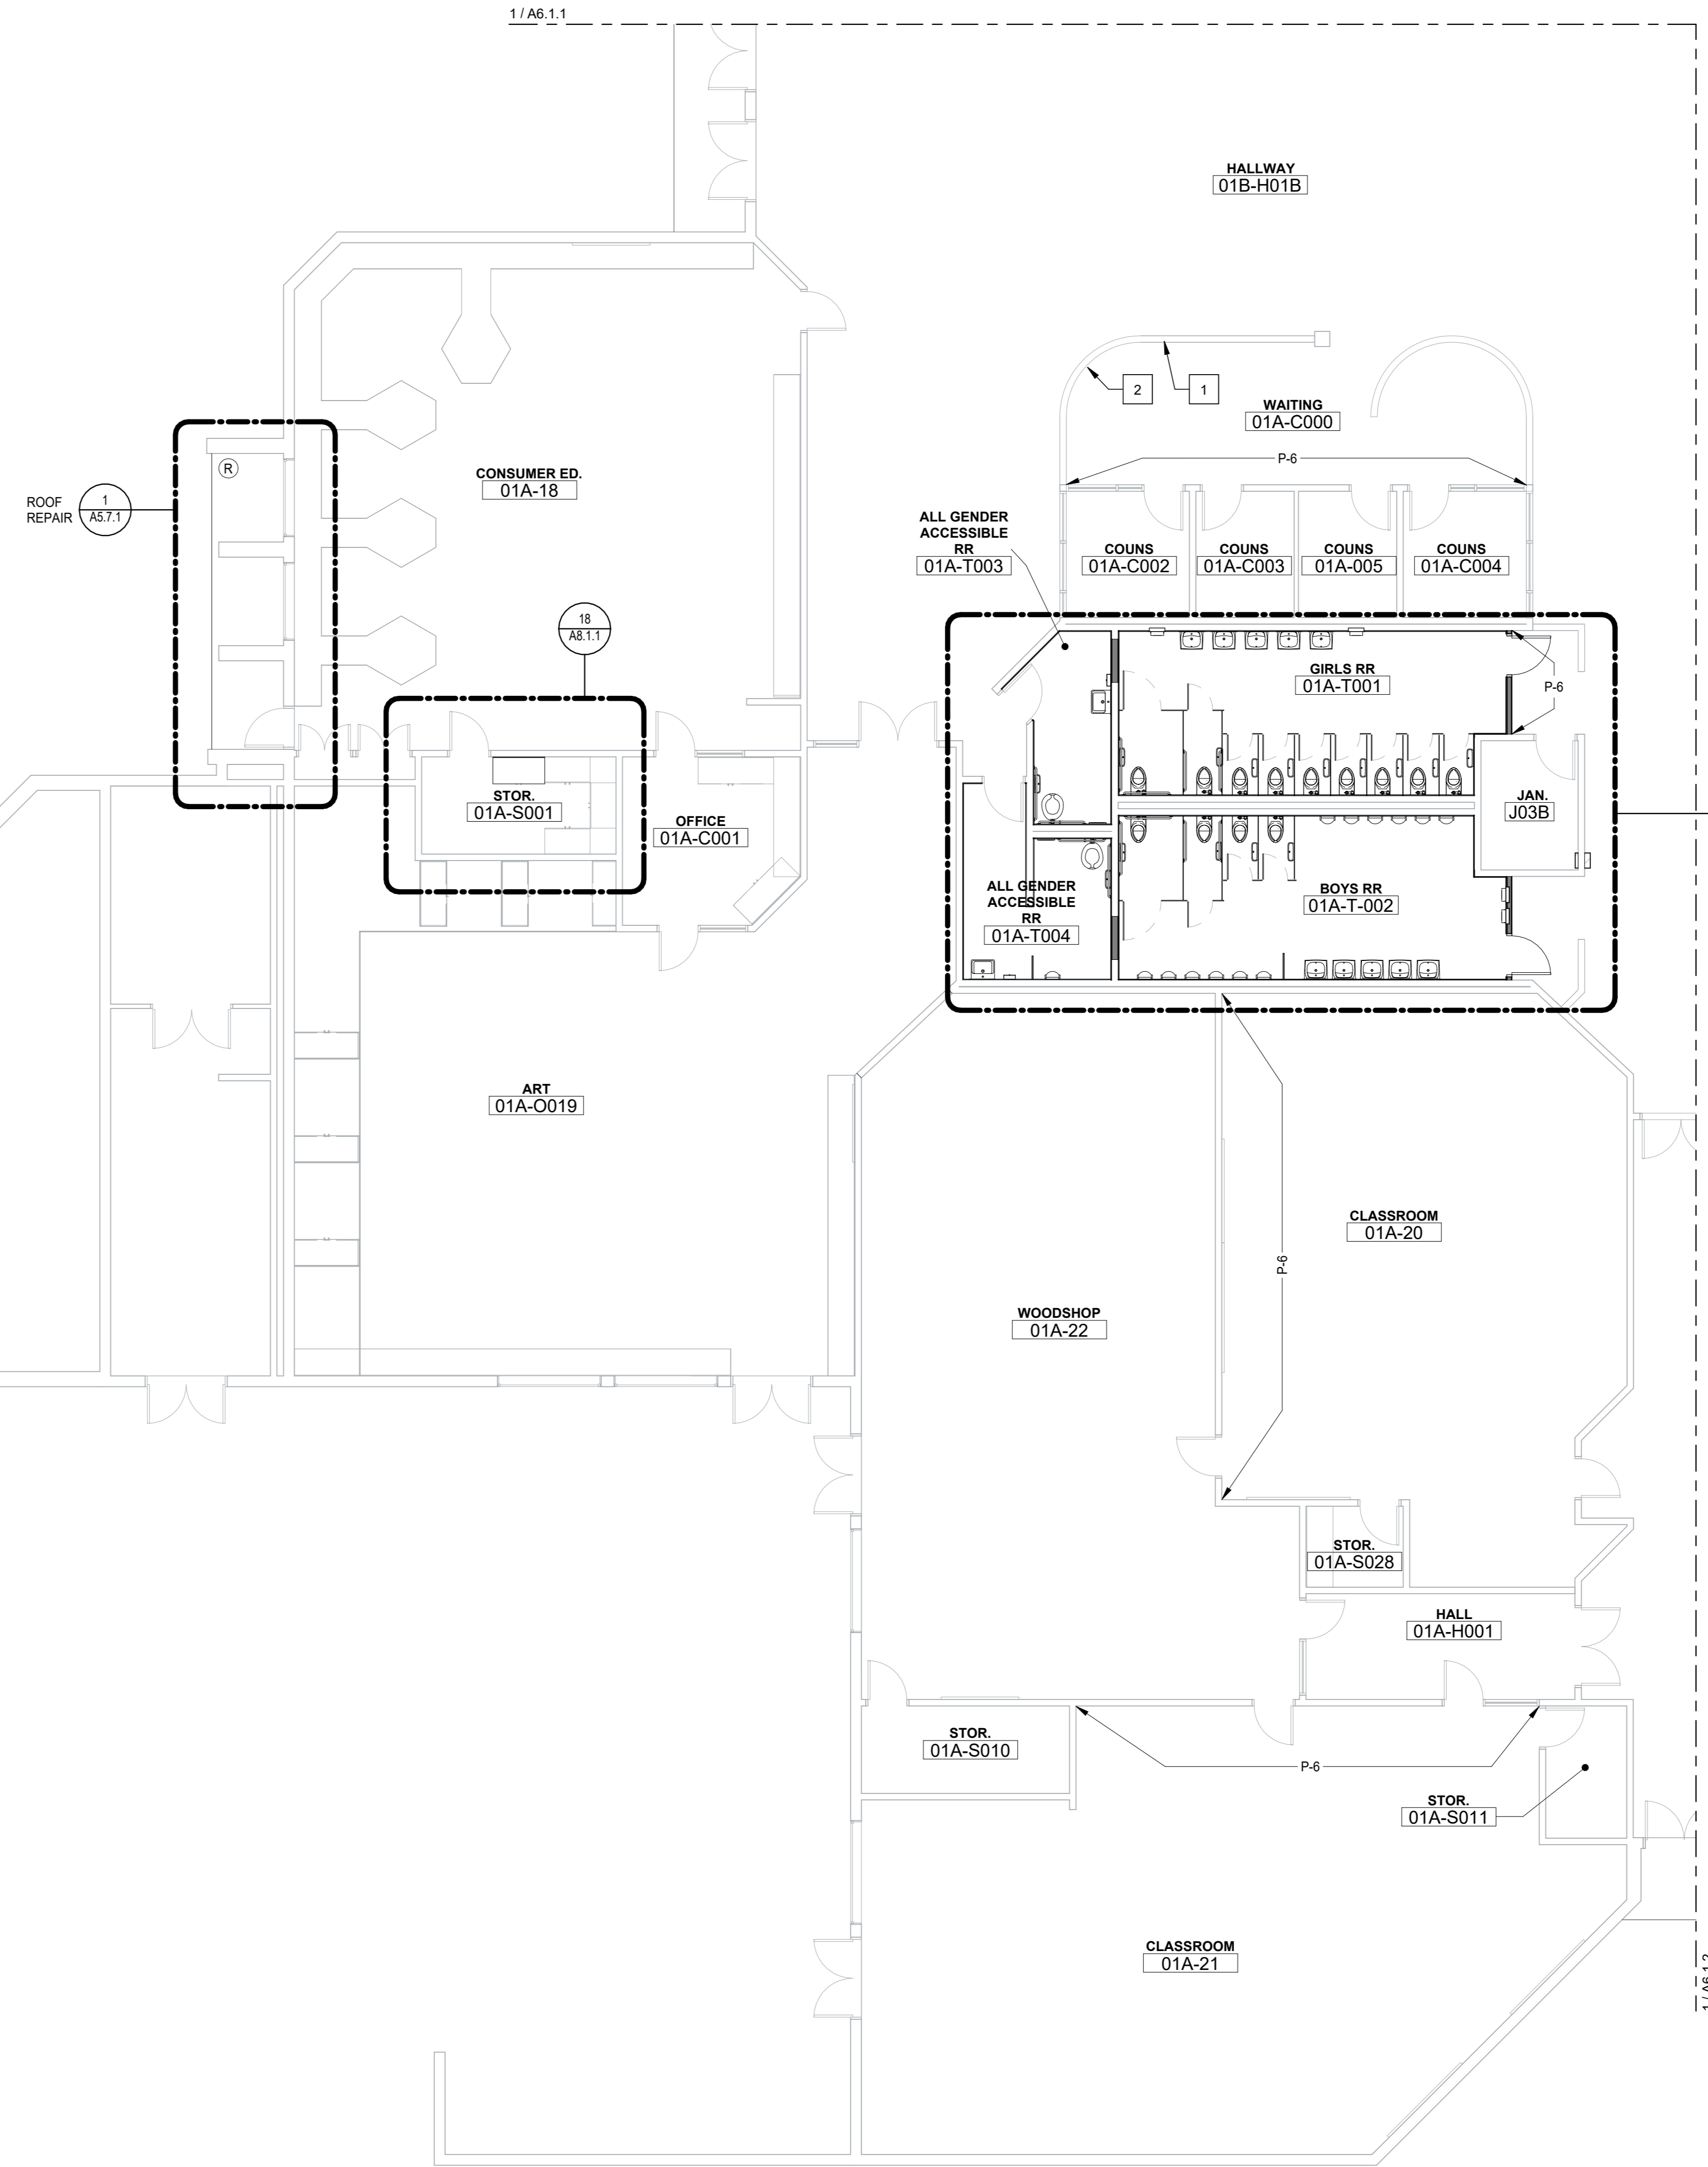 1 / A6.1.1
HALLWAY
01B-H01B
2
1
WAITING
01A-C000
P-6
R
CONSUMER ED.
01A-18
ROOF
REPAIR
1
A5.7.1
ALL GENDER
ACCESSIBLE
RR
01A-T003
COUNS
01A-C002
COUNS
01A-C003
COUNS
01A-005
COUNS
01A-C004
18
A8.1.1
GIRLS RR
01A-T001
P-6
STOR.
01A-S001
OFFICE
01A-C001
JAN.
J03B
ALL GENDER
ACCESSIBLE
RR
01A-T004
BOYS RR
01A-T-002
ART
01A-O019
CLASSROOM
01A-20
P-6
WOODSHOP
01A-22
STOR.
01A-S028
HALL
01A-H001
STOR.
01A-S010
P-6
STOR.
01A-S011
CLASSROOM
01A-21
1 / A6.1.2